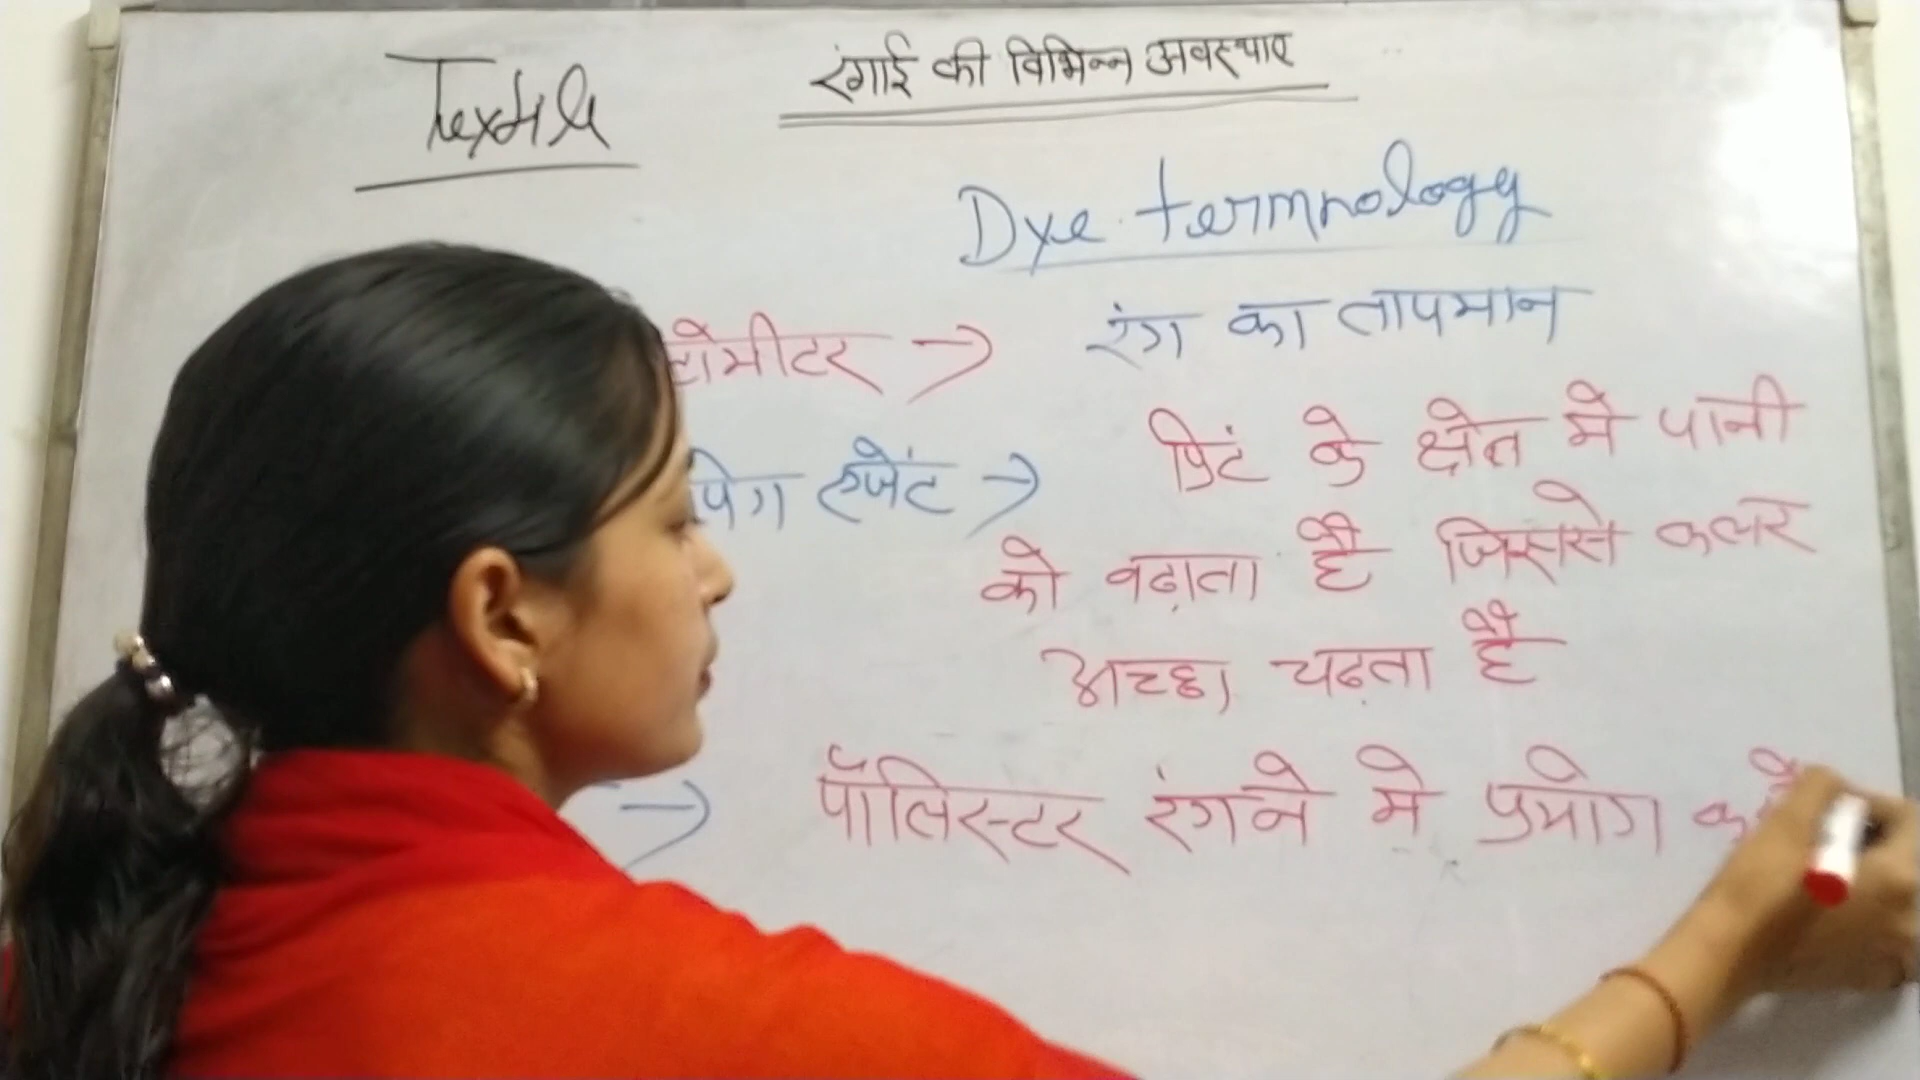 Textile
रंगाई की विभिन्न अवस्थाए
Dye termnology
टोमीटर → रंग का तापमान
पिंग एजेंट → प्रिटं के क्षेत्र मे पानी
को बढ़ाता है जिससे कलर
अच्छा चढ़ता है
→ पॉलिस्टर रंगने मे प्रयोग